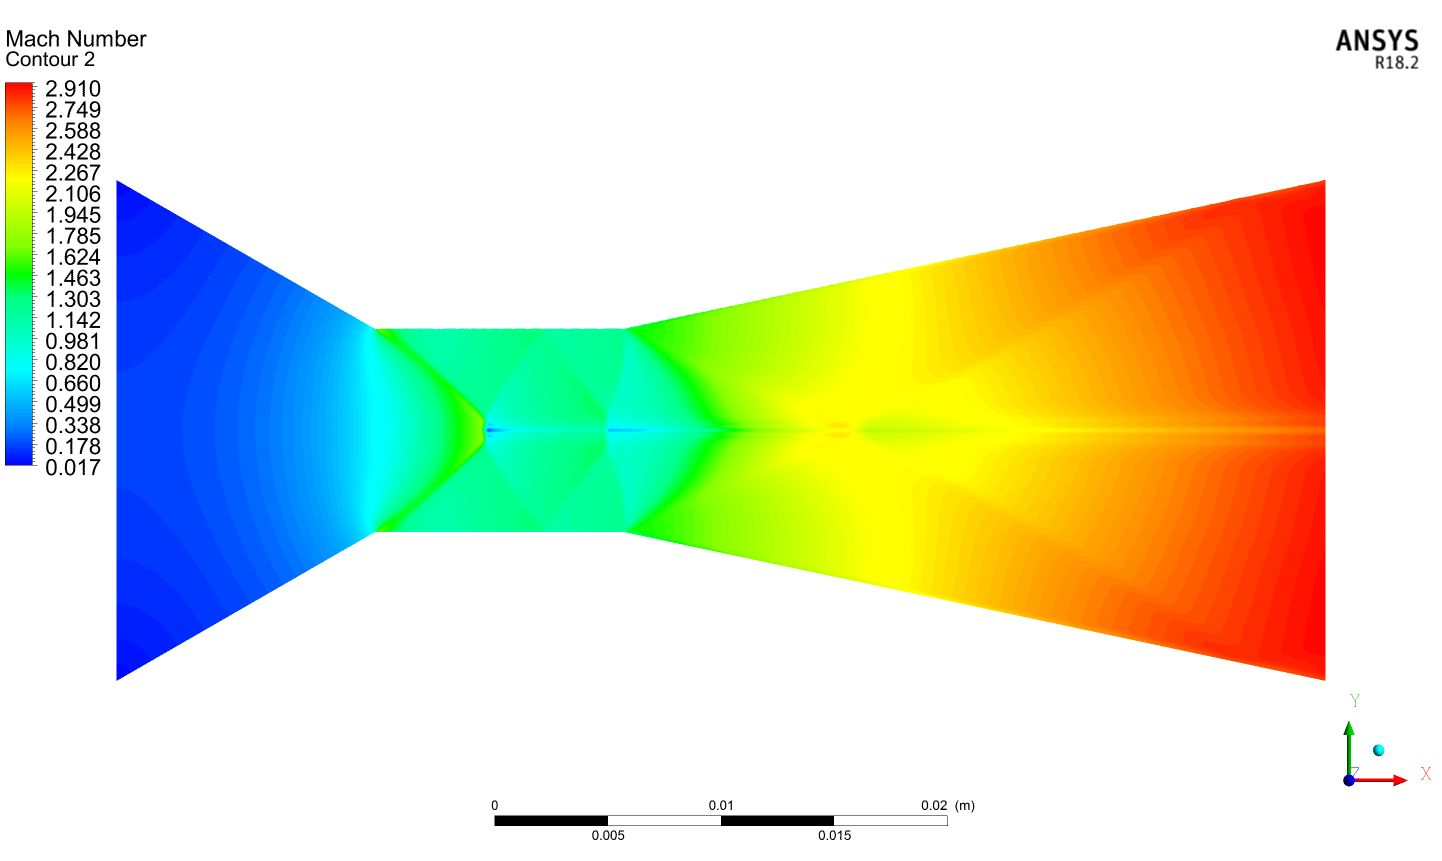 Mach Number
Contour 2
ANSYS
R18.2
2.910
2.749
2.588
2.428
2.267
2.106
1.945
1.785
1.624
1.463
1.303
1.142
0.981
0.820
0.660
0.499
0.338
0.178
0.017
Y
Z
X
0 0.01 0.02 (m)
0.005 0.015